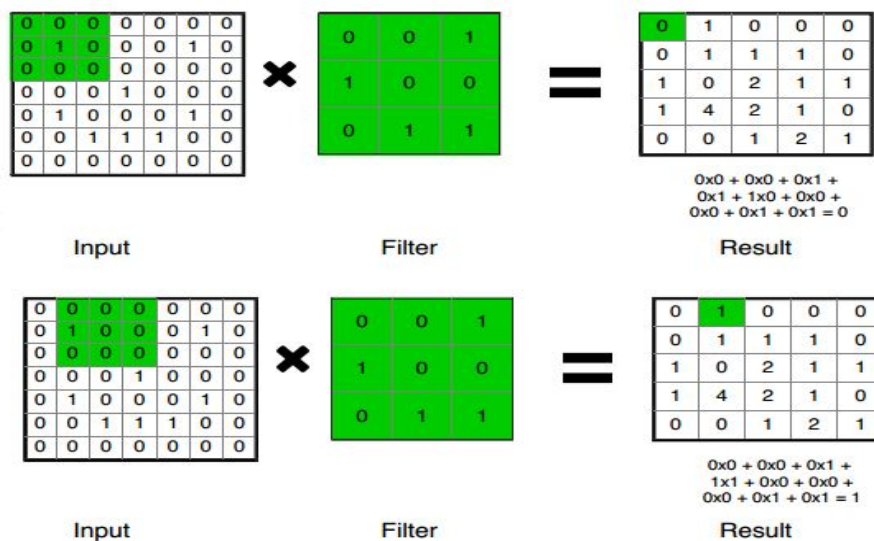 0 0 0 0 0 0 0
0 1 0 0 0 1 0
0 0 0 0 0 0 0
0 0 0 1 0 0 0
0 1 0 0 0 1 0
0 0 1 1 1 0 0
0 0 0 0 0 0 0
×
0 0 1
1 0 0
0 1 1
=
0 1 0 0 0
0 1 1 1 0
1 0 2 1 1
1 4 2 1 0
0 0 1 2 1
0x0 + 0x0 + 0x1 +
0x1 + 1x0 + 0x0 +
0x0 + 0x1 + 0x1 = 0
Input Filter Result
0 0 0 0 0 0 0
0 1 0 0 0 1 0
0 0 0 0 0 0 0
0 0 0 1 0 0 0
0 1 0 0 0 1 0
0 0 1 1 1 0 0
0 0 0 0 0 0 0
×
0 0 1
1 0 0
0 1 1
=
0 1 0 0 0
0 1 1 1 0
1 0 2 1 1
1 4 2 1 0
0 0 1 2 1
0x0 + 0x0 + 0x1 +
1x1 + 0x0 + 0x0 +
0x0 + 0x1 + 0x1 = 1
Input Filter Result